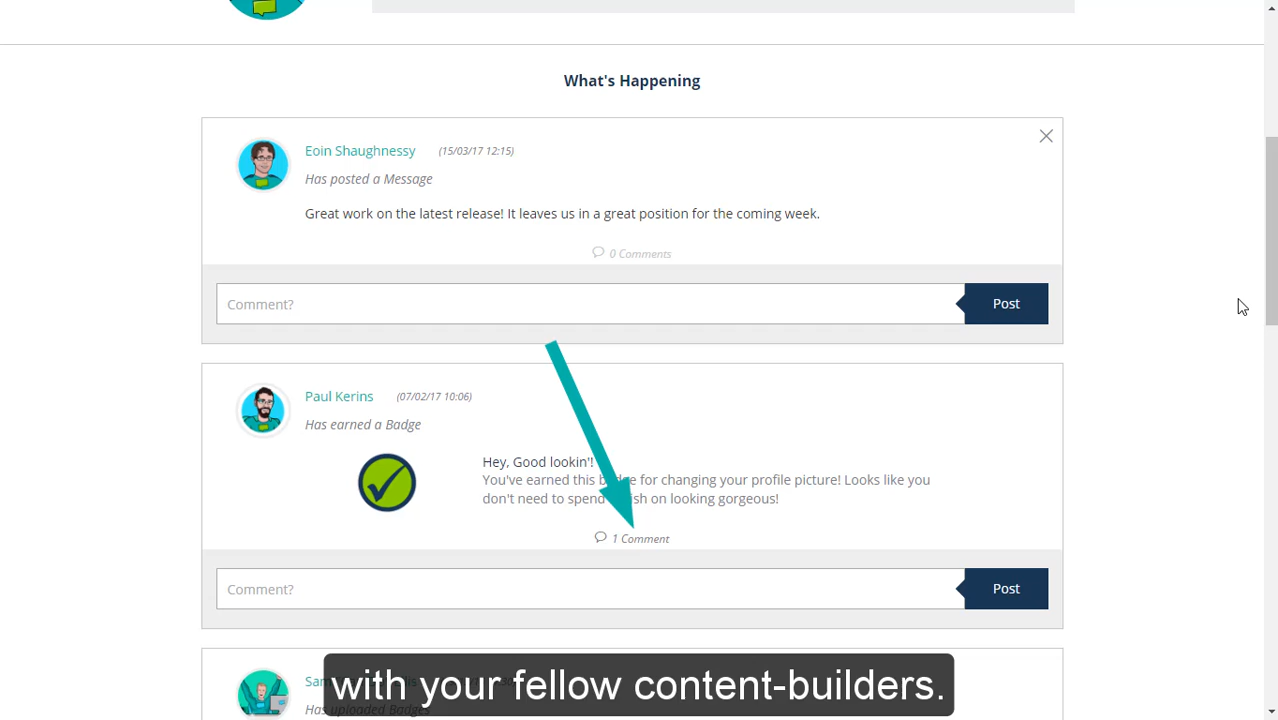 What's Happening
Eoin Shaughnessy (15/03/17 12:15)
Has posted a Message
Great work on the latest release! It leaves us in a great position for the coming week.
0 Comments
Comment?
Post
Paul Kerins (07/02/17 10:06)
Has earned a Badge
Hey, Good lookin'!
You've earned this for changing your profile picture! Looks like you
don't need to spend on looking gorgeous!
1 Comment
Comment?
Post
Has uploaded Badges
with your fellow content-builders.